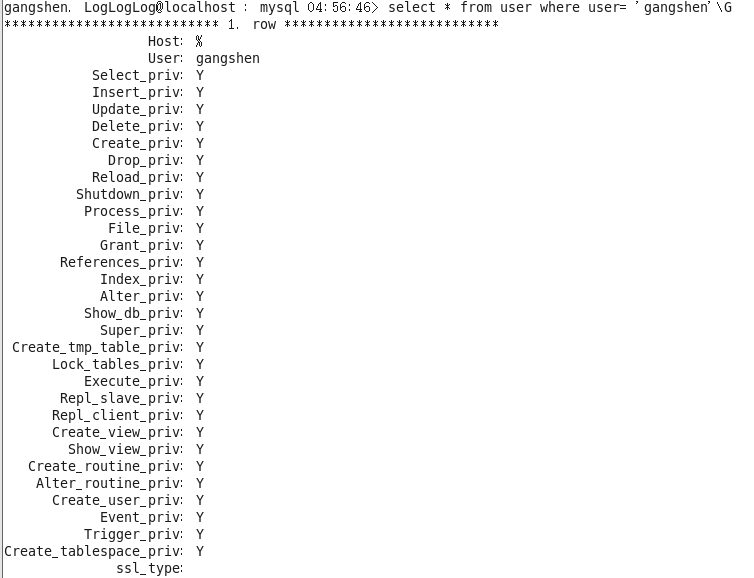 gangshen. LogLogLog@localhost : mysql 04:56:46> select * from user where user= 'gangshen'\G
*************************** 1. row ***************************
Host: %
User: gangshen
Select_priv: Y
Insert_priv: Y
Update_priv: Y
Delete_priv: Y
Create_priv: Y
Drop_priv: Y
Reload_priv: Y
Shutdown_priv: Y
Process_priv: Y
File_priv: Y
Grant_priv: Y
References_priv: Y
Index_priv: Y
Alter_priv: Y
Show_db_priv: Y
Super_priv: Y
Create_tmp_table_priv: Y
Lock_tables_priv: Y
Execute_priv: Y
Repl_slave_priv: Y
Repl_client_priv: Y
Create_view_priv: Y
Show_view_priv: Y
Create_routine_priv: Y
Alter_routine_priv: Y
Create_user_priv: Y
Event_priv: Y
Trigger_priv: Y
Create_tablespace_priv: Y
ssl_type: